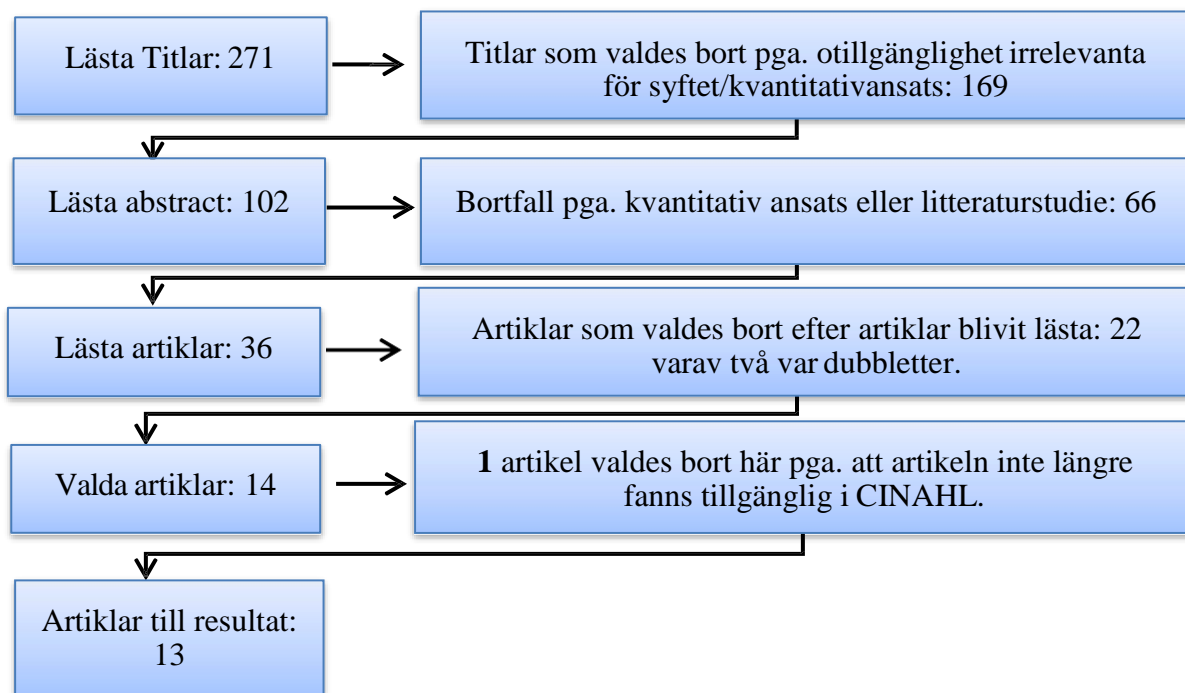 Lästa Titlar: 271
Titlar som valdes bort pga. otillgänglighet irrelevanta
för syftet/kvantitativansats: 169
Lästa abstract: 102
Bortfall pga. kvantitativ ansats eller litteraturstudie: 66
Lästa artiklar: 36
Artiklar som valdes bort efter artiklar blivit lästa: 22
varav två var dubbletter.
Valda artiklar: 14
1 artikel valdes bort här pga. att artikeln inte längre
fanns tillgänglig i CINAHL.
Artiklar till resultat:
13